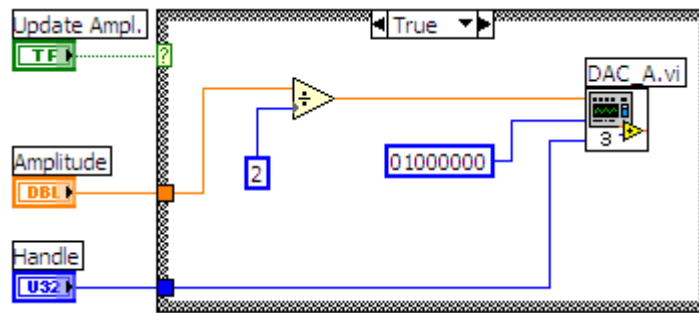 Update Ampl.
TF
?
True
÷
2
Amplitude
DBL
01000000
DAC_A.vi
3
Handle
U32